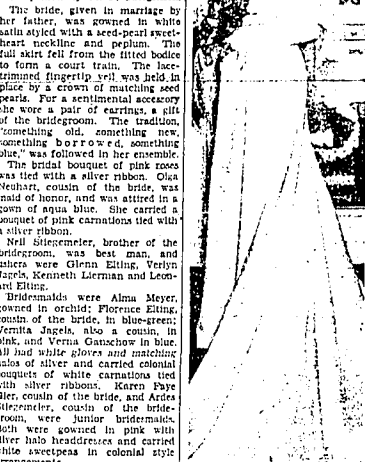 The bride, given in marriage by
her father, was gowned in white
satin styled with a seed-pearl sweet-
heart neckline and peplum. The
full skirt fell from the fitted bodice
to form a court train. The lace-
trimmed fingertip veil was held in
place by a crown of matching seed
pearls. For a sentimental accessory
she wore a pair of earrings, a gift
of the bridegroom. The tradition,
"something old, something new,
something borrowed, something
blue," was followed in her ensemble.
The bridal bouquet of pink roses
was tied with a silver ribbon. Olga
Neuhart, cousin of the bride, was
maid of honor, and was attired in a
gown of aqua blue. She carried a
bouquet of pink carnations tied with
a silver ribbon.
Neil Stiegemeier, brother of the
bridegroom, was best man, and
ushers were Glenn Elting, Verlyn
Jagels, Kenneth Lierman and Leon-
ard Elting.
Bridesmaids were Alma Meyer,
gowned in orchid; Florence Elting,
cousin of the bride, in blue-green;
Vernita Jagels, also a cousin, in
pink, and Verna Ganschow in blue.
All had white gloves and matching
halos of silver and carried colonial
bouquets of white carnations tied
with silver ribbons. Karen Faye
cousin of the bride, and Ardea
Stiegemeier, cousin of the bride-
groom, were junior bridesmaids.
Both were gowned in pink with
silver halo headdresses and carried
white sweetpeas in colonial style
arrangements.